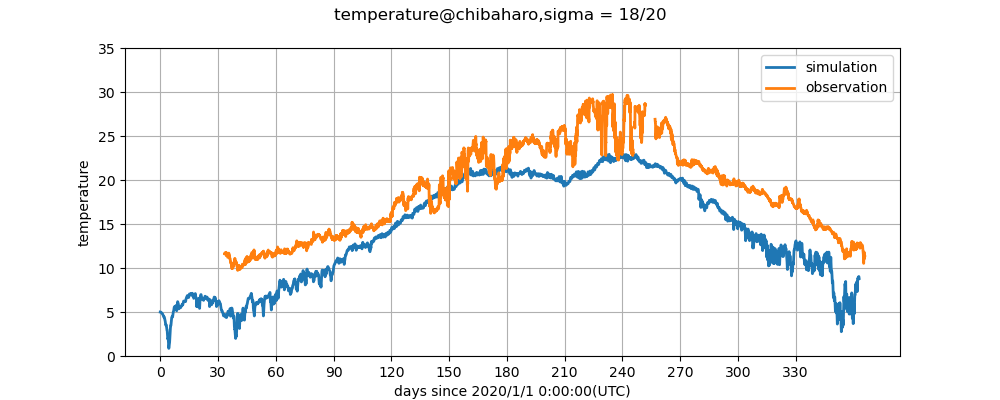 temperature@chibaharo,sigma = 18/20
35
30
25
20
15
10
5
0
temperature
simulation
observation
0 30 60 90 120 150 180 210 240 270 300 330
days since 2020/1/1 0:00:00(UTC)